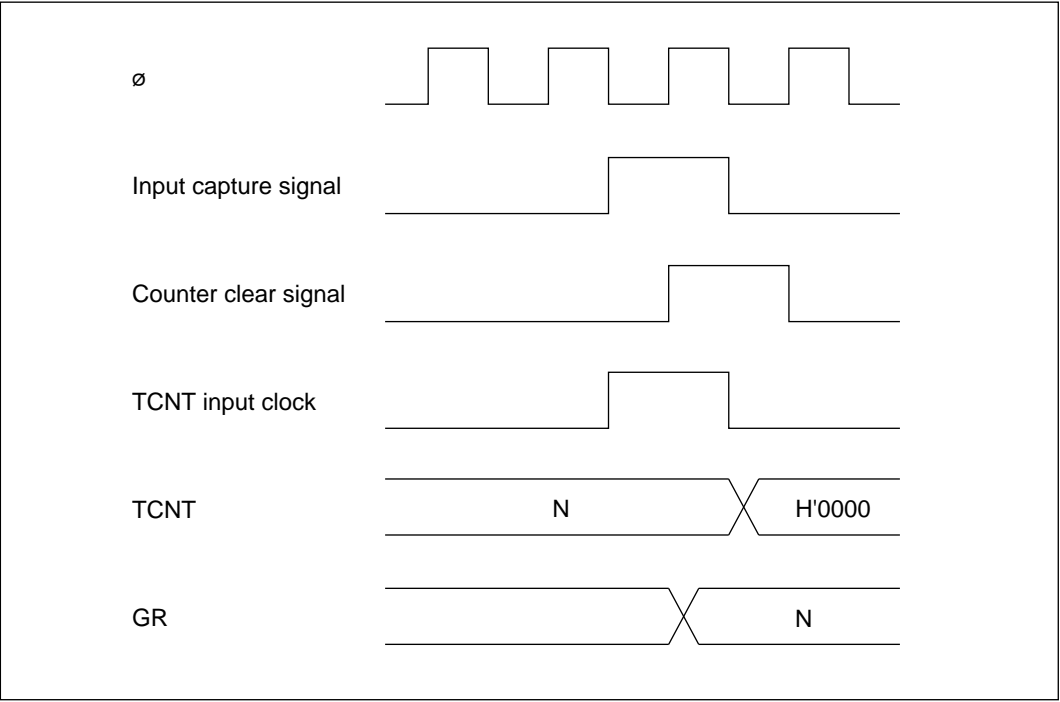 ø
Input capture signal
Counter clear signal
TCNT input clock
TCNT
N
H'0000
GR
N